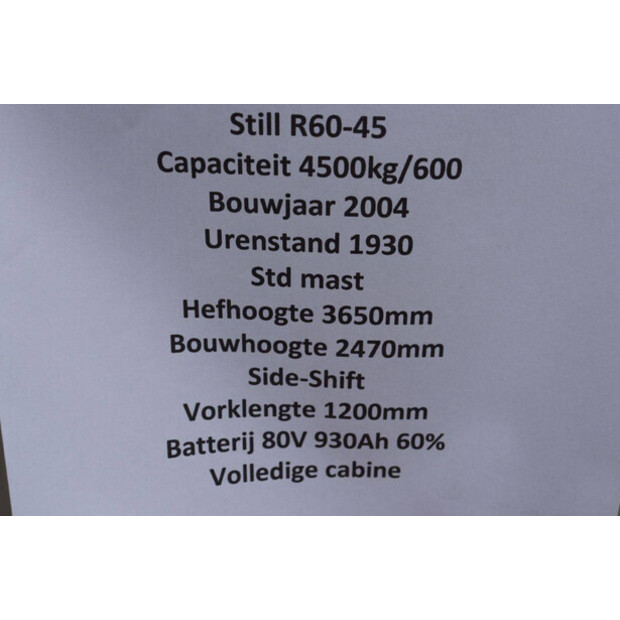 Still R60-45
Capaciteit 4500kg/600
Bouwjaar 2004
Urenstand 1930
Std mast
Hefhoogte 3650mm
Bouwhoogte 2470mm
Side-Shift
Vorklengte 1200mm
Batterij 80V 930Ah 60%
Volledige cabine